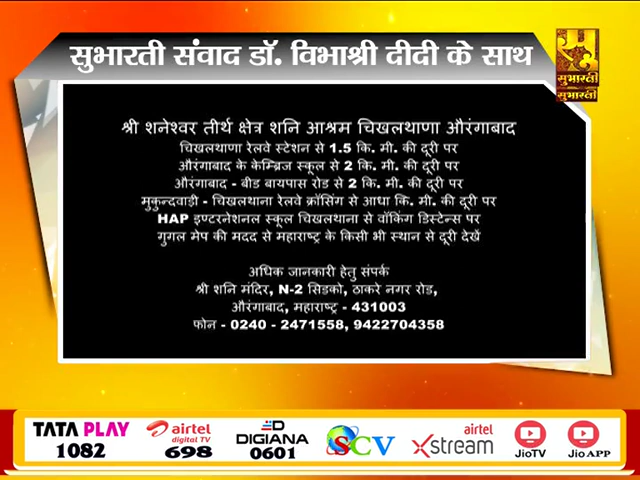 सुभारती संवाद डॉ. विभाश्री दीदी के साथ
सुभारती
सुभारती
श्री शनेश्वर तीर्थ क्षेत्र शनि आश्रम चिखलथाणा औरंगाबाद
चिखलथाणा रेलवे स्टेशन से 1.5 कि. मी. की दूरी पर
औरंगाबाद के केम्ब्रिज स्कूल से 2 कि. मी. की दूरी पर
औरंगाबाद - बीड बायपास रोड से 2 कि. मी. की दूरी पर
मुकुन्दवाड़ी - चिखलथाना रेलवे क्रॉसिंग से आधा कि. मी. की दूरी पर
HAP इण्टरनेशनल स्कूल चिखलथाना से वॉकिंग डिस्टेन्स पर
गुगल मेप की मदद से महाराष्ट्र के किसी भी स्थान से दूरी देखें
अधिक जानकारी हेतु संपर्क
श्री शनि मंदिर, N-2 सिडको, ठाकरे नगर रोड,
औरंगाबाद, महाराष्ट्र - 431003
फोन - 0240 - 2471558, 9422704358
TATA PLAY
1082
airtel
digital TV
698
DIGIANA
0601
SCV
airtel
Xstream
JioTV
JioAPP